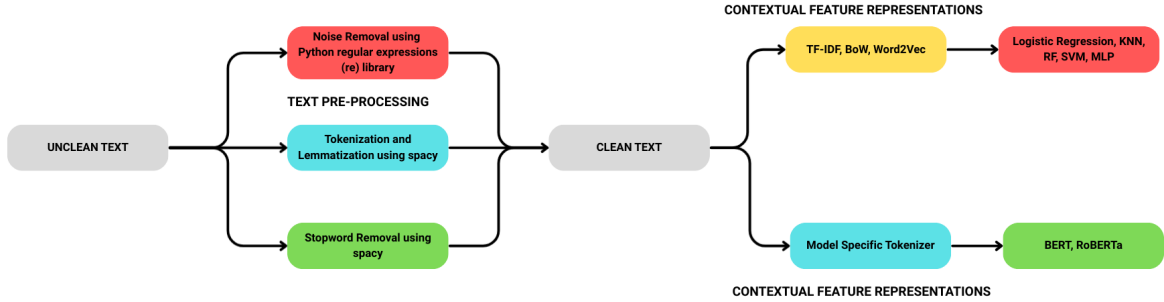 CONTEXTUAL FEATURE REPRESENTATIONS
Noise Removal using
Python regular expressions
(re) library
TF-IDF, BoW, Word2Vec
Logistic Regression, KNN,
RF, SVM, MLP
TEXT PRE-PROCESSING
UNCLEAN TEXT
Tokenization and
Lemmatization using spacy
CLEAN TEXT
Stopword Removal using
spacy
Model Specific Tokenizer
BERT, RoBERTa
CONTEXTUAL FEATURE REPRESENTATIONS